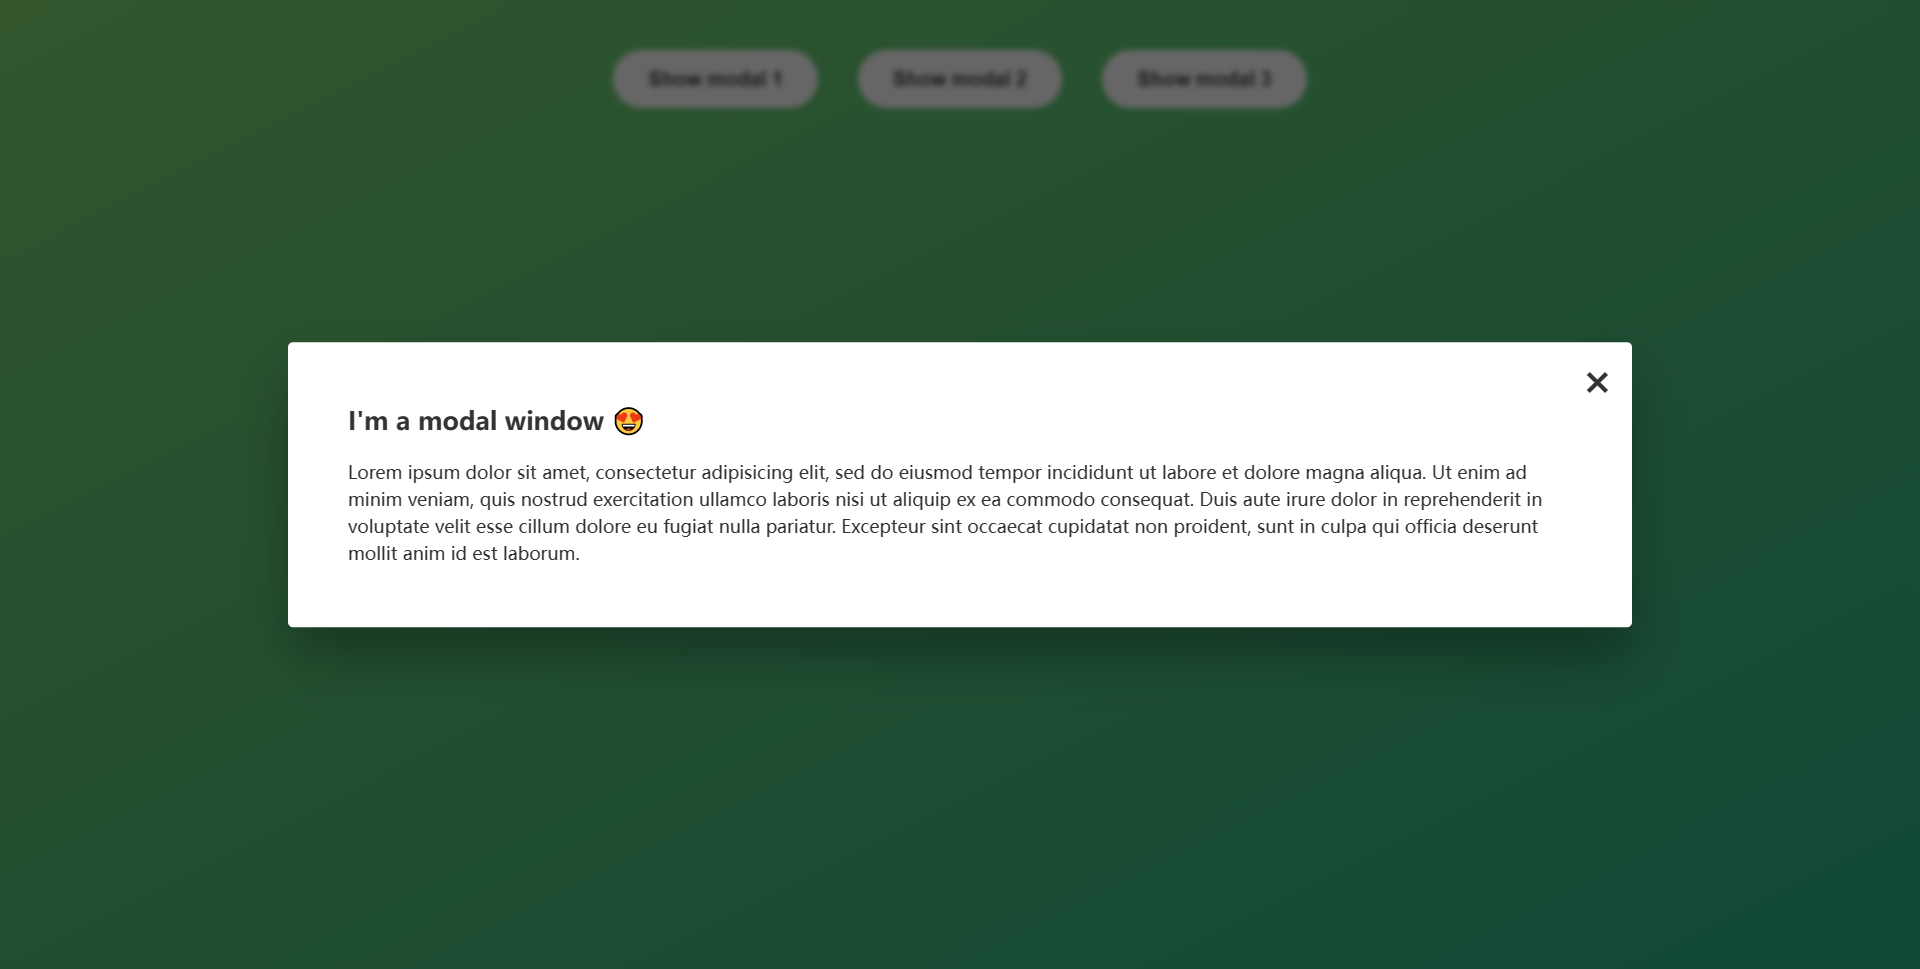 Show modal 1 Show modal 2 Show modal 3
×
I'm a modal window 😍
Lorem ipsum dolor sit amet, consectetur adipisicing elit, sed do eiusmod tempor incididunt ut labore et dolore magna aliqua. Ut enim ad
minim veniam, quis nostrud exercitation ullamco laboris nisi ut aliquip ex ea commodo consequat. Duis aute irure dolor in reprehenderit in
voluptate velit esse cillum dolore eu fugiat nulla pariatur. Excepteur sint occaecat cupidatat non proident, sunt in culpa qui officia deserunt
mollit anim id est laborum.